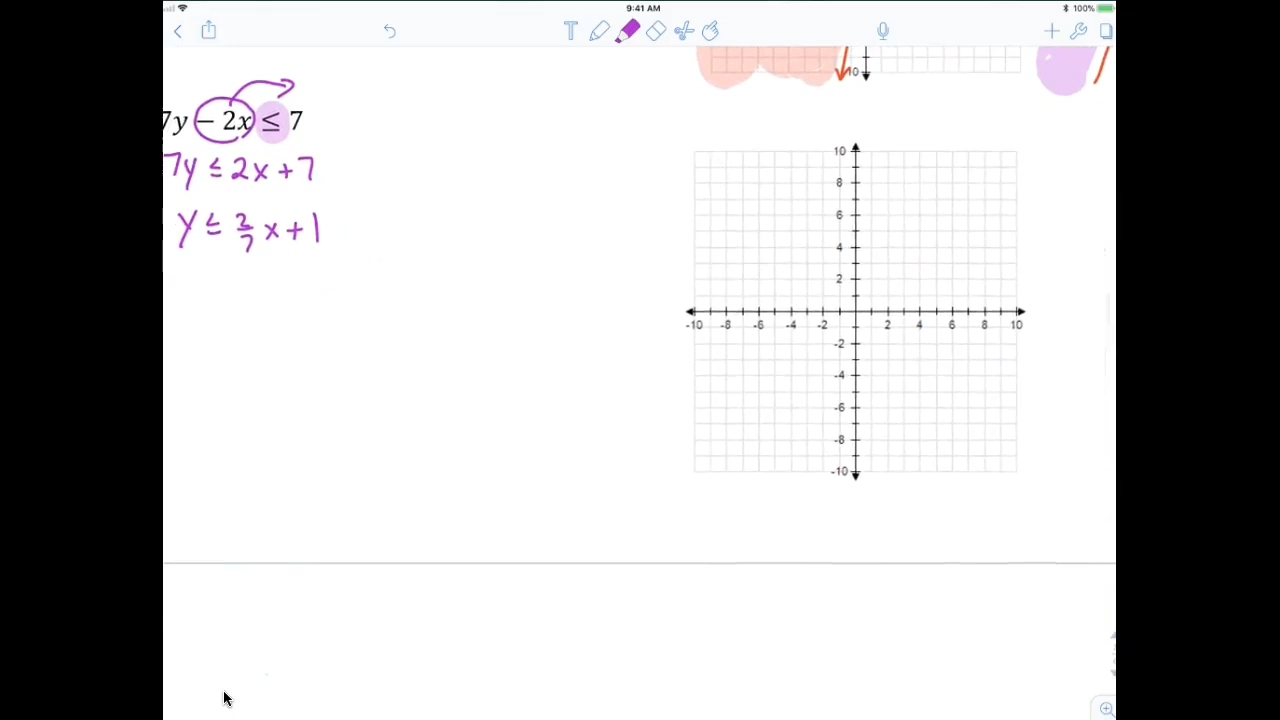 9:41 AM
100%
10
7y − 2x ≤ 7
7y ≤ 2x + 7
y ≤ 2/7 x + 1
10
8
6
4
2
-10 -8 -6 -4 -2 2 4 6 8 10
-2
-4
-6
-8
-10